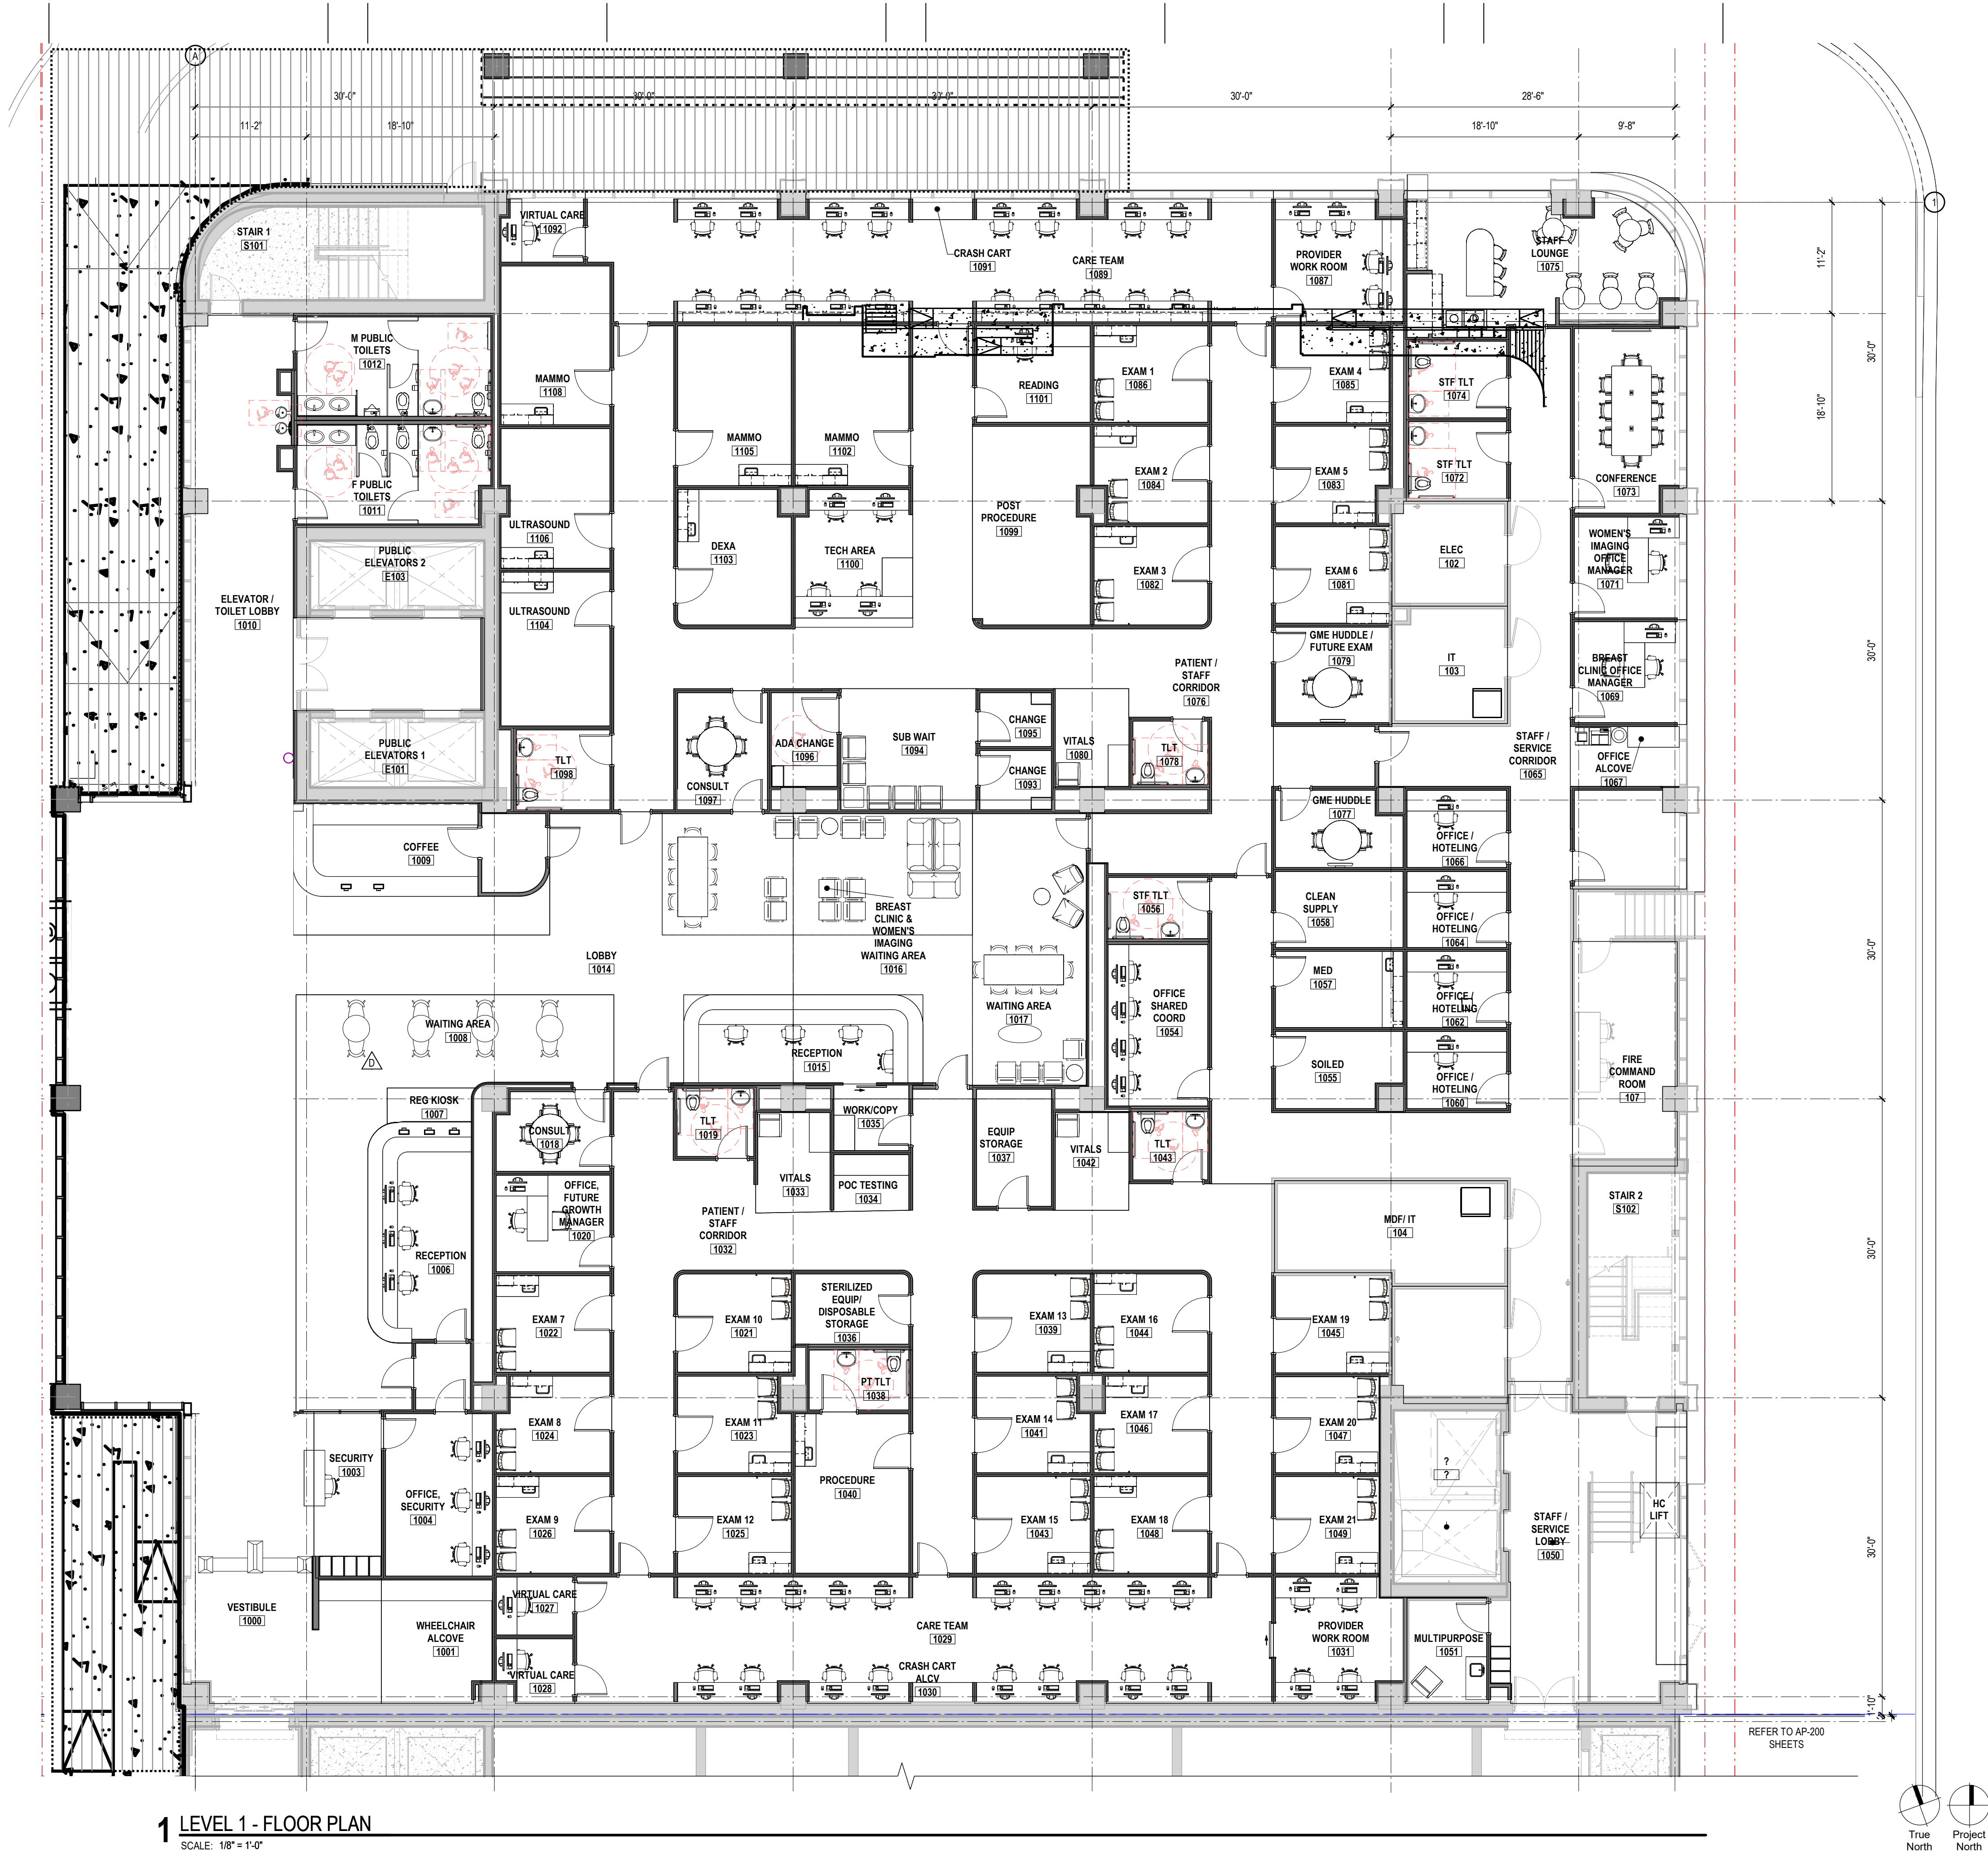 A
30'-0"
30'-0"
30'-0"
30'-0"
28'-6"
11'-2"
18'-10"
18'-10"
9'-8"
1
11'-2"
30'-0"
18'-10"
30'-0"
30'-0"
30'-0"
30'-0"
1'-10"
STAIR 1
S101
VIRTUAL CARE
1092
CRASH CART
1091
CARE TEAM
1089
PROVIDER
WORK ROOM
1087
STAFF
LOUNGE
1075
M PUBLIC
TOILETS
1012
MAMMO
1108
MAMMO
1105
MAMMO
1102
READING
1101
EXAM 1
1086
EXAM 4
1085
STF TLT
1074
F PUBLIC
TOILETS
1011
ULTRASOUND
1106
DEXA
1103
TECH AREA
1100
POST
PROCEDURE
1099
EXAM 2
1084
EXAM 5
1083
STF TLT
1072
CONFERENCE
1073
PUBLIC
ELEVATORS 2
E103
ELEVATOR /
TOILET LOBBY
1010
ULTRASOUND
1104
EXAM 3
1082
EXAM 6
1081
ELEC
102
WOMEN'S
IMAGING
OFFICE
MANAGER
1071
GME HUDDLE /
FUTURE EXAM
1079
IT
103
BREAST
CLINIC OFFICE
MANAGER
1069
PATIENT /
STAFF
CORRIDOR
1076
PUBLIC
ELEVATORS 1
E101
TLT
1098
CONSULT
1097
ADA CHANGE
1096
SUB WAIT
1094
CHANGE
1095
CHANGE
1093
VITALS
1080
TLT
1078
STAFF /
SERVICE
CORRIDOR
1065
OFFICE
ALCOVE
1067
COFFEE
1009
GME HUDDLE
1077
OFFICE /
HOTELING
1066
BREAST
CLINIC &
WOMEN'S
IMAGING
WAITING AREA
1016
STF TLT
1056
CLEAN
SUPPLY
1058
OFFICE /
HOTELING
1064
LOBBY
1014
WAITING AREA
1017
OFFICE
SHARED
COORD
1054
MED
1057
OFFICE /
HOTELING
1062
WAITING AREA
1008
D
RECEPTION
1015
SOILED
1055
OFFICE /
HOTELING
1060
FIRE
COMMAND
ROOM
107
REG KIOSK
1007
CONSULT
1018
TLT
1019
WORK/COPY
1035
EQUIP
STORAGE
1037
VITALS
1042
TLT
1043
OFFICE,
FUTURE
GROWTH
MANAGER
1020
VITALS
1033
POC TESTING
1034
STAIR 2
S102
PATIENT /
STAFF
CORRIDOR
1032
MDF/ IT
104
RECEPTION
1006
EXAM 7
1022
EXAM 10
1021
STERILIZED
EQUIP/
DISPOSABLE
STORAGE
1036
EXAM 13
1039
EXAM 16
1044
EXAM 19
1045
PT TLT
1038
EXAM 8
1024
EXAM 11
1023
EXAM 14
1041
EXAM 17
1046
EXAM 20
1047
SECURITY
1003
OFFICE,
SECURITY
1004
PROCEDURE
1040
?
?
EXAM 9
1026
EXAM 12
1025
EXAM 15
1043
EXAM 18
1048
EXAM 21
1049
STAFF /
SERVICE
LOBBY
1050
HC
LIFT
VESTIBULE
1000
WHEELCHAIR
ALCOVE
1001
VIRTUAL CARE
1027
VIRTUAL CARE
1028
CARE TEAM
1029
CRASH CART
ALCV
1030
PROVIDER
WORK ROOM
1031
MULTIPURPOSE
1051
REFER TO AP-200
SHEETS
1 LEVEL 1 - FLOOR PLAN
SCALE: 1/8" = 1'-0"
True
North
Project
North